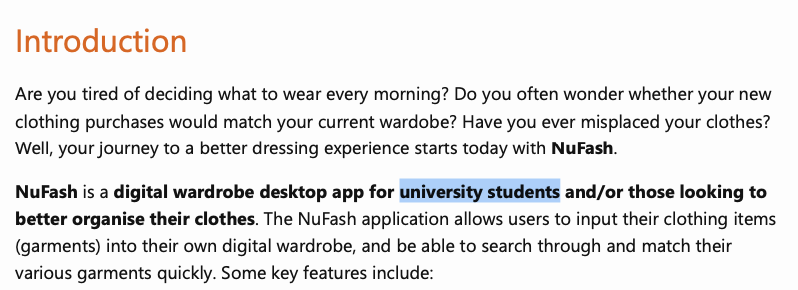 Introduction
Are you tired of deciding what to wear every morning? Do you often wonder whether your new
clothing purchases would match your current wardobe? Have you ever misplaced your clothes?
Well, your journey to a better dressing experience starts today with NuFash.
NuFash is a digital wardrobe desktop app for university students and/or those looking to
better organise their clothes. The NuFash application allows users to input their clothing items
(garments) into their own digital wardrobe, and be able to search through and match their
various garments quickly. Some key features include: